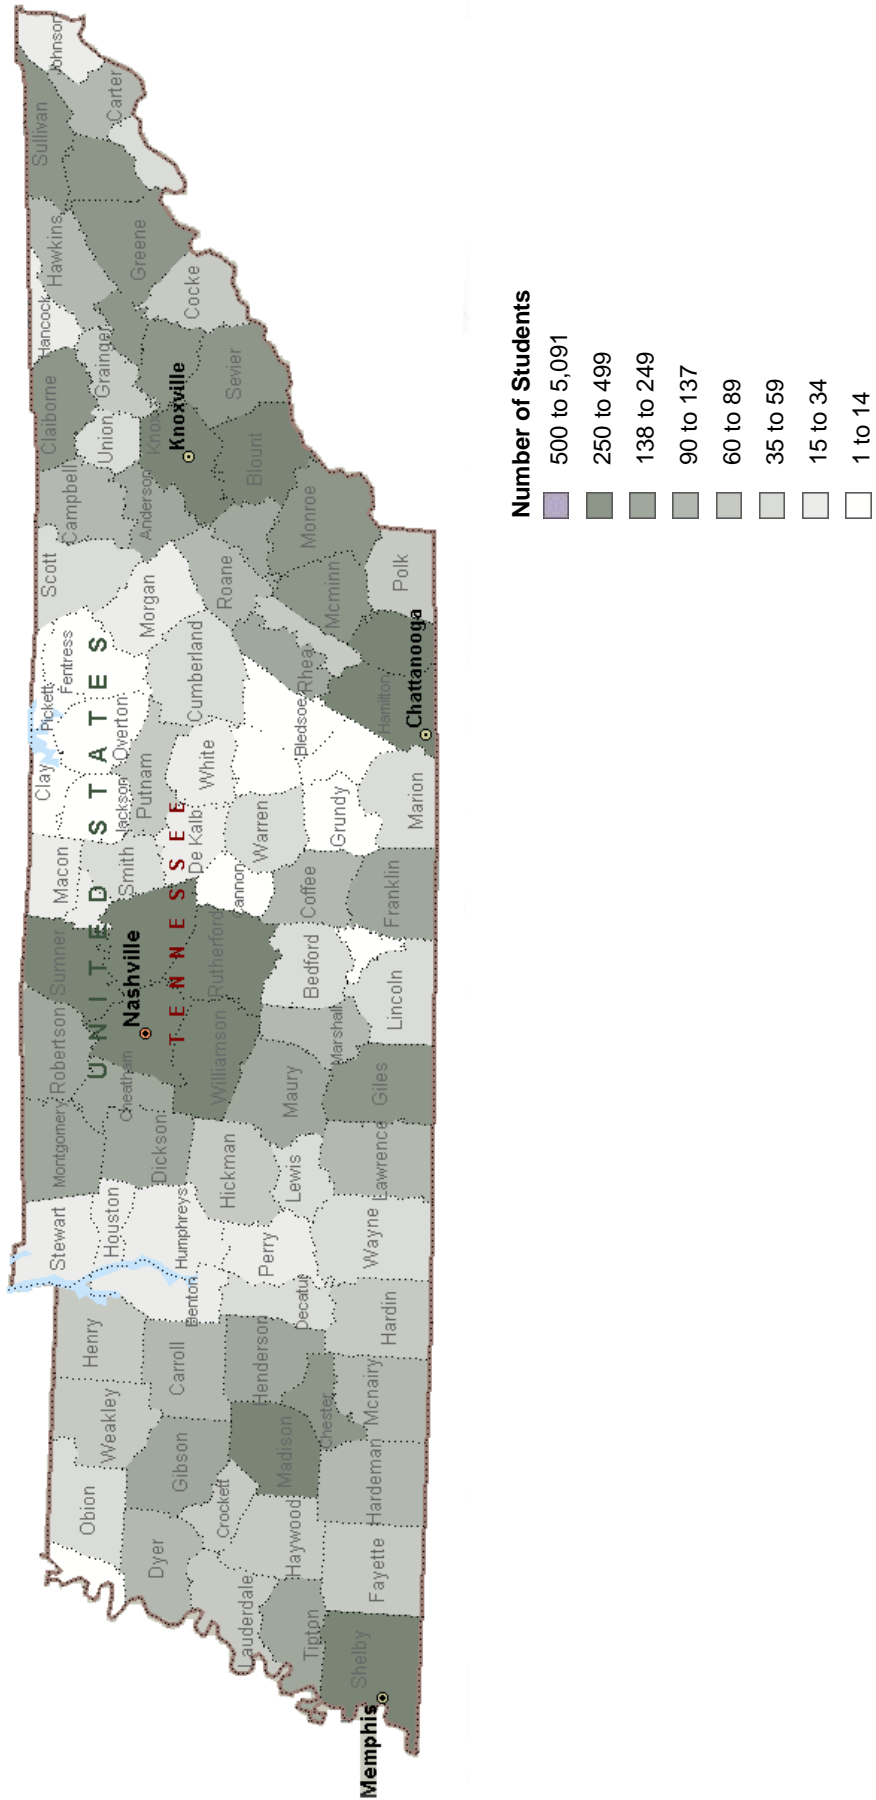 Johnson
Sullivan
Carter
Hawkins
Greene
Hancock
Cocke
Claiborne
Grainger
Union
Knox
Knoxville
Sevier
Campbell
Anderson
Blount
Scott
Monroe
Morgan
Roane
Mcminn
Polk
Pickett
Fentress
Cumberland
Rhea
Hamilton
Chattanooga
Clay
Overton
Jackson
Putnam
White
Bledsoe
UNITED STATES
TENNESSEE
Macon
Smith
De Kalb
Warren
Grundy
Marion
Cannon
Coffee
Franklin
Sumner
Nashville
Rutherford
Bedford
Lincoln
Robertson
Cheatham
Williamson
Marshall
Maury
Giles
Montgomery
Dickson
Hickman
Lewis
Lawrence
Stewart
Houston
Humphreys
Perry
Wayne
Benton
Decatur
Hardin
Henry
Carroll
Henderson
Chester
Mcnairy
Weakley
Gibson
Madison
Hardeman
Obion
Crockett
Haywood
Dyer
Fayette
Lauderdale
Tipton
Shelby
Memphis
Number of Students
500 to 5,091
250 to 499
138 to 249
90 to 137
60 to 89
35 to 59
15 to 34
1 to 14